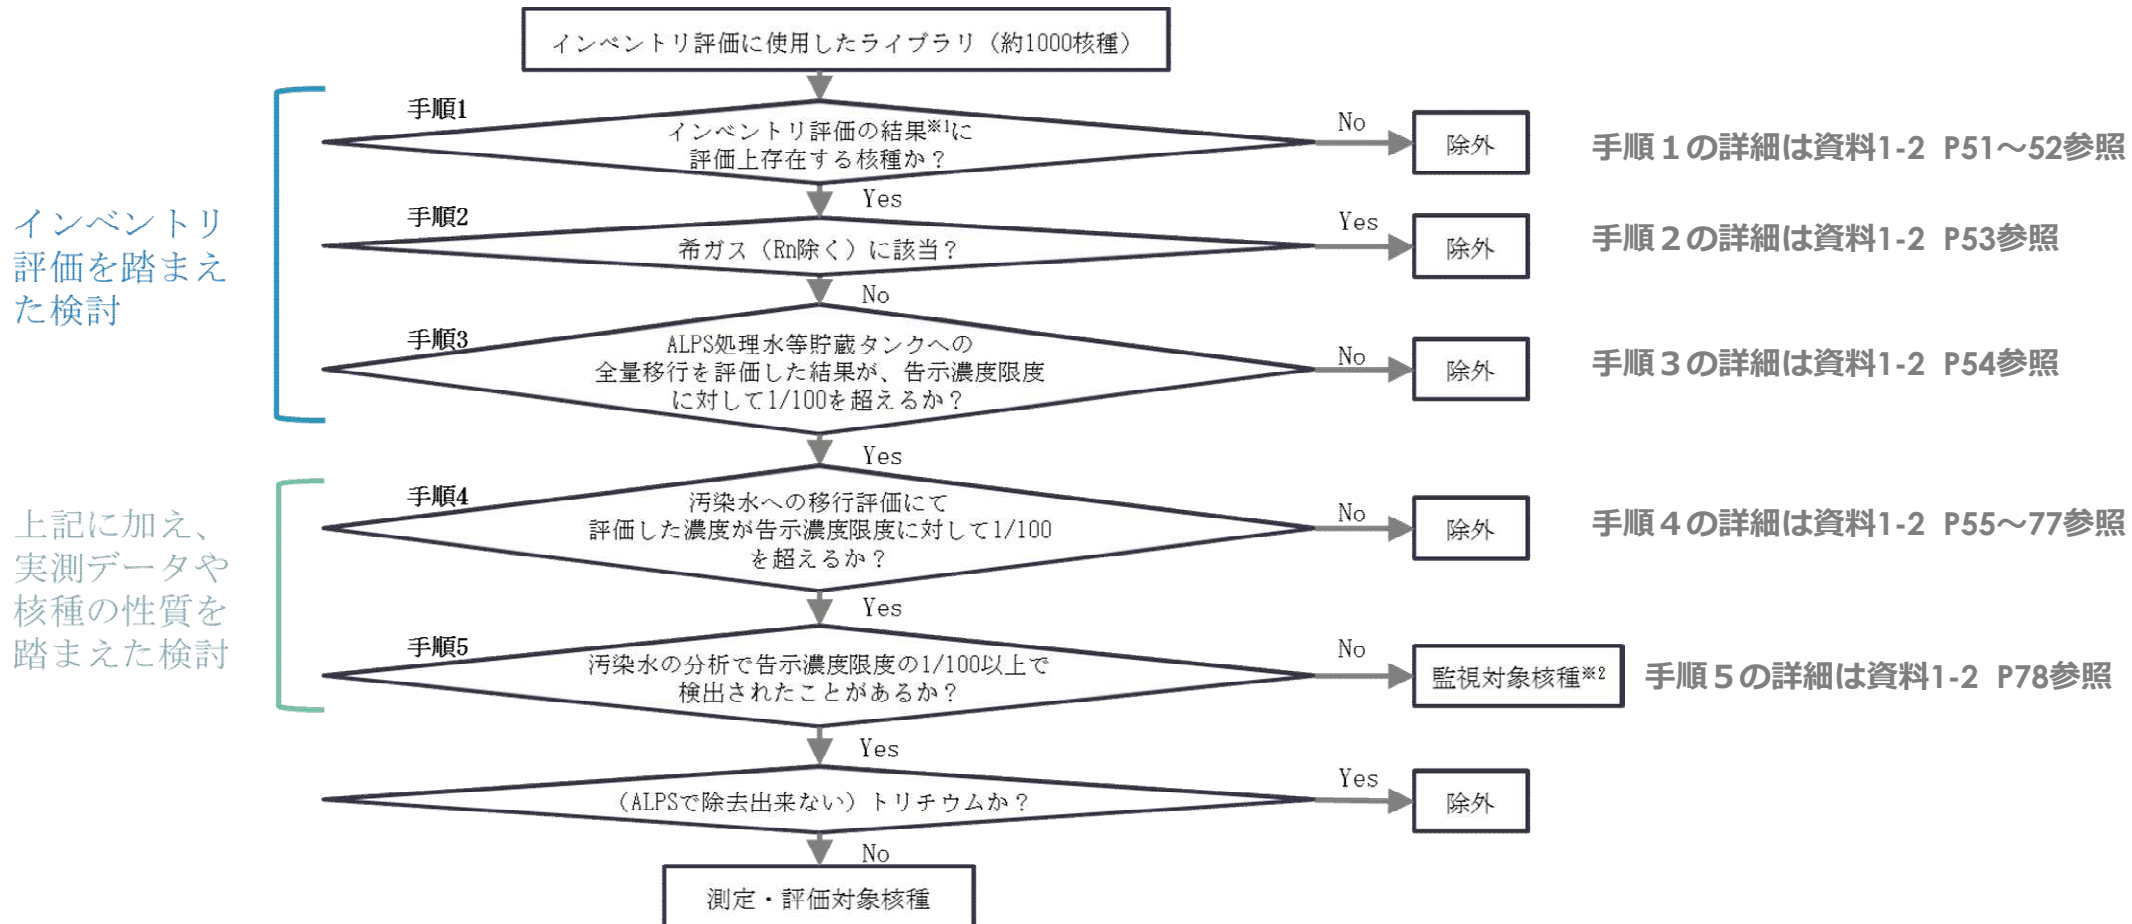 インベントリ評価に使用したライブラリ（約1000核種）
手順1
インベントリ評価の結果※1に
評価上存在する核種か？
No
除外
手順１の詳細は資料1-2 P51～52参照
Yes
手順2
希ガス（Rn除く）に該当？
Yes
除外
手順２の詳細は資料1-2 P53参照
No
インベントリ
評価を踏まえ
た検討
手順3
ALPS処理水等貯蔵タンクへの
全量移行を評価した結果が、告示濃度限度
に対して1/100を超えるか？
No
除外
手順３の詳細は資料1-2 P54参照
Yes
手順4
汚染水への移行評価にて
評価した濃度が告示濃度限度に対して1/100
を超えるか？
No
除外
手順４の詳細は資料1-2 P55～77参照
Yes
上記に加え、
実測データや
核種の性質を
踏まえた検討
手順5
汚染水の分析で告示濃度限度の1/100以上で
検出されたことがあるか？
No
監視対象核種※2
手順５の詳細は資料1-2 P78参照
Yes
（ALPSで除去出来ない）トリチウムか？
Yes
除外
No
測定・評価対象核種